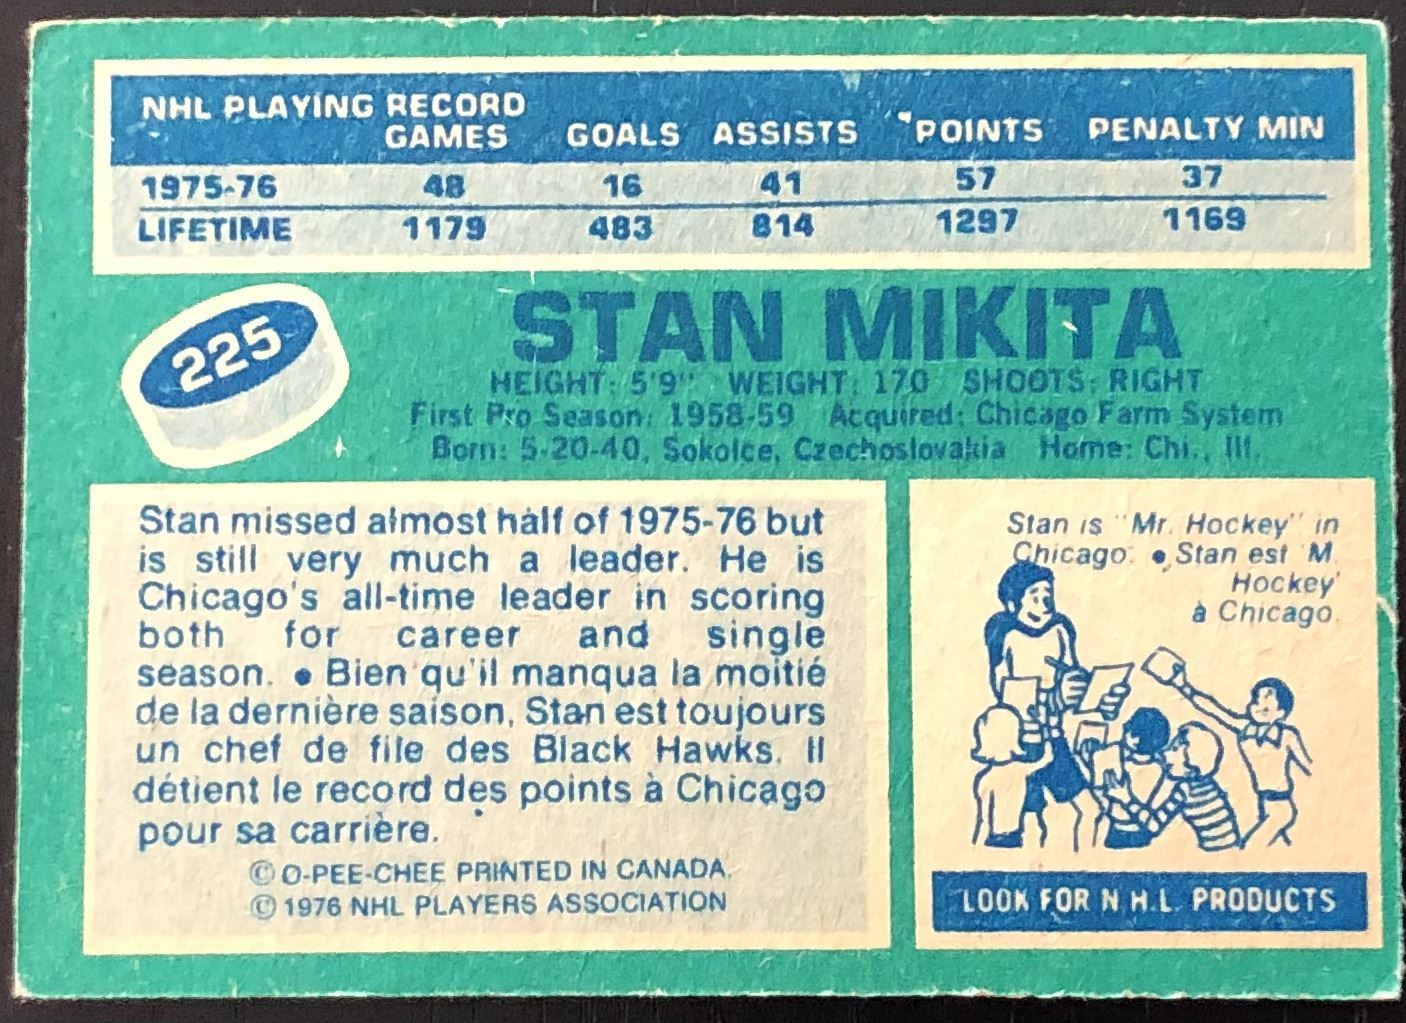 NHL PLAYING RECORD
GAMES GOALS ASSISTS POINTS PENALTY MIN
1975-76 48 16 41 57 37
LIFETIME 1179 483 814 1297 1169
225
STAN MIKITA
HEIGHT: 5'9" WEIGHT: 170 SHOOTS: RIGHT
First Pro Season: 1958-59 Acquired: Chicago Farm System
Born: 5-20-40, Sokolce, Czechoslovakia Home: Chi., Ill.
Stan missed almost half of 1975-76 but
is still very much a leader. He is
Chicago's all-time leader in scoring
both for career and single
season. • Bien qu'il manqua la moitié
de la dernière saison, Stan est toujours
un chef de file des Black Hawks. Il
détient le record des points à Chicago
pour sa carrière.
© O-PEE-CHEE PRINTED IN CANADA.
© 1976 NHL PLAYERS ASSOCIATION
Stan is "Mr. Hockey" in
Chicago. • Stan est 'M.
Hockey'
à Chicago.
LOOK FOR N.H.L. PRODUCTS